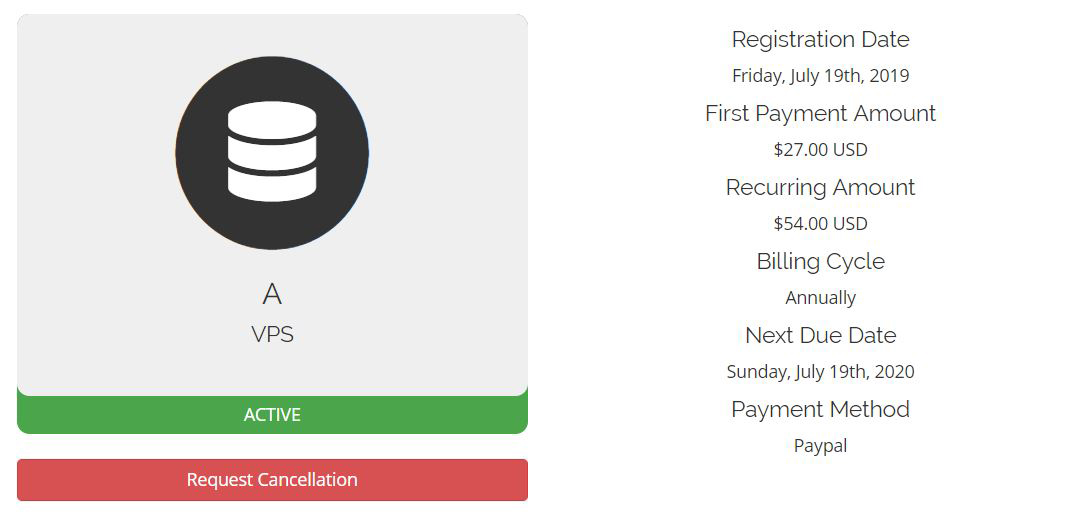 A
VPS
ACTIVE
Request Cancellation
Registration Date
Friday, July 19th, 2019
First Payment Amount
$27.00 USD
Recurring Amount
$54.00 USD
Billing Cycle
Annually
Next Due Date
Sunday, July 19th, 2020
Payment Method
Paypal